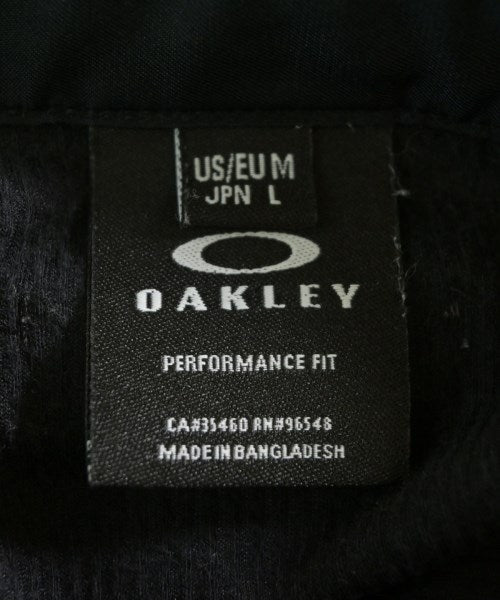 US/EU M
JPN L
OAKLEY
PERFORMANCE FIT
CA#35460 RN#96548
MADE IN BANGLADESH